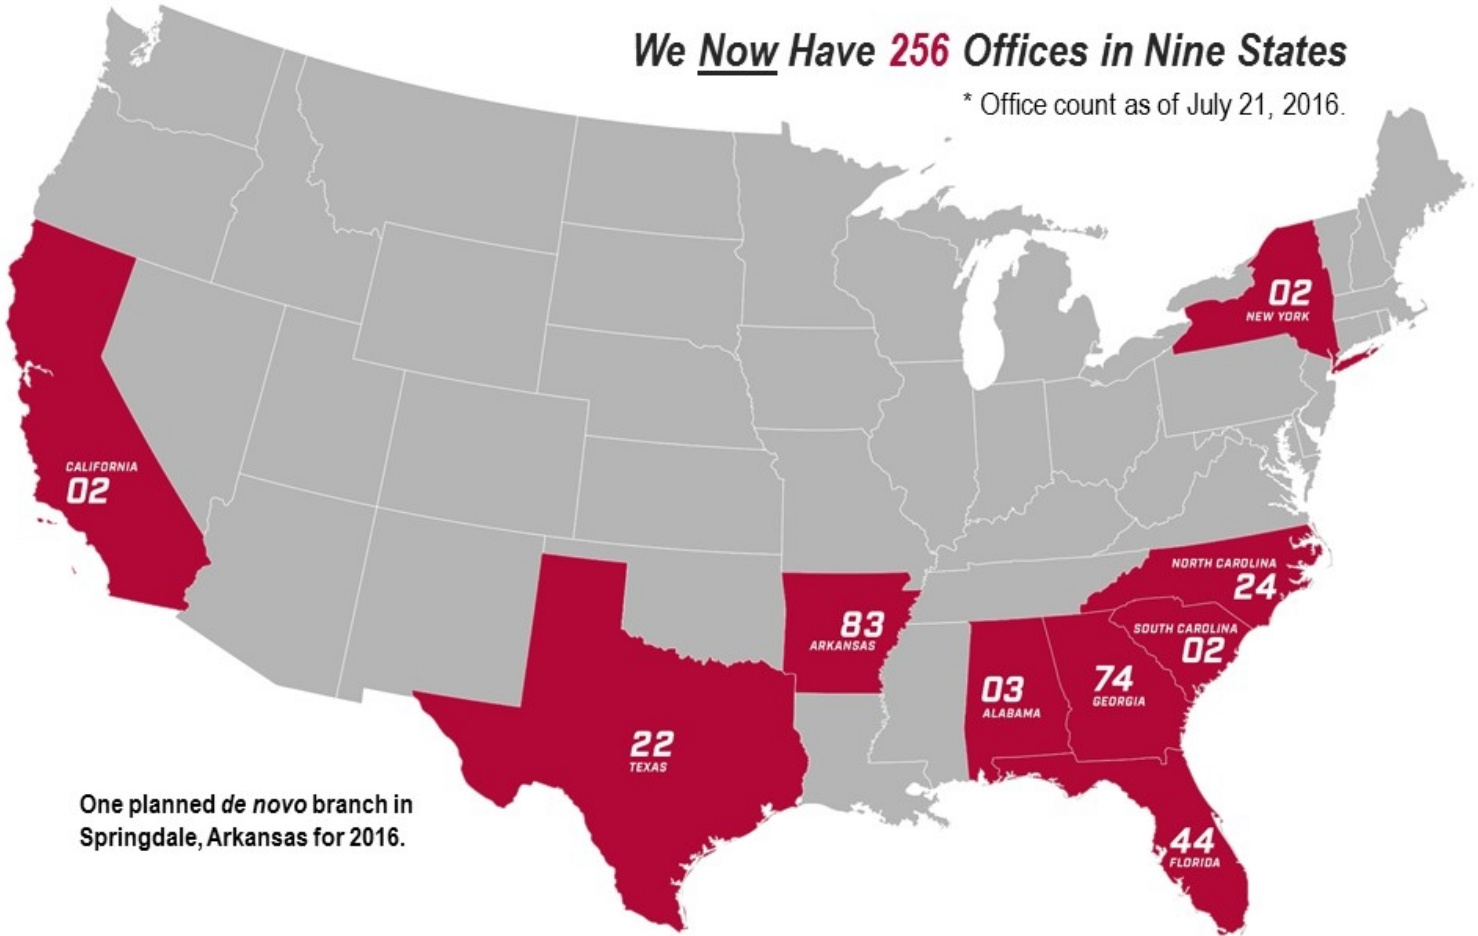 We Now Have 256 Offices in Nine States
* Office count as of July 21, 2016.
02
NEW YORK
CALIFORNIA
02
NORTH CAROLINA
24
83
ARKANSAS
SOUTH CAROLINA
02
03
ALABAMA
74
GEORGIA
22
TEXAS
One planned de novo branch in
Springdale, Arkansas for 2016.
44
FLORIDA